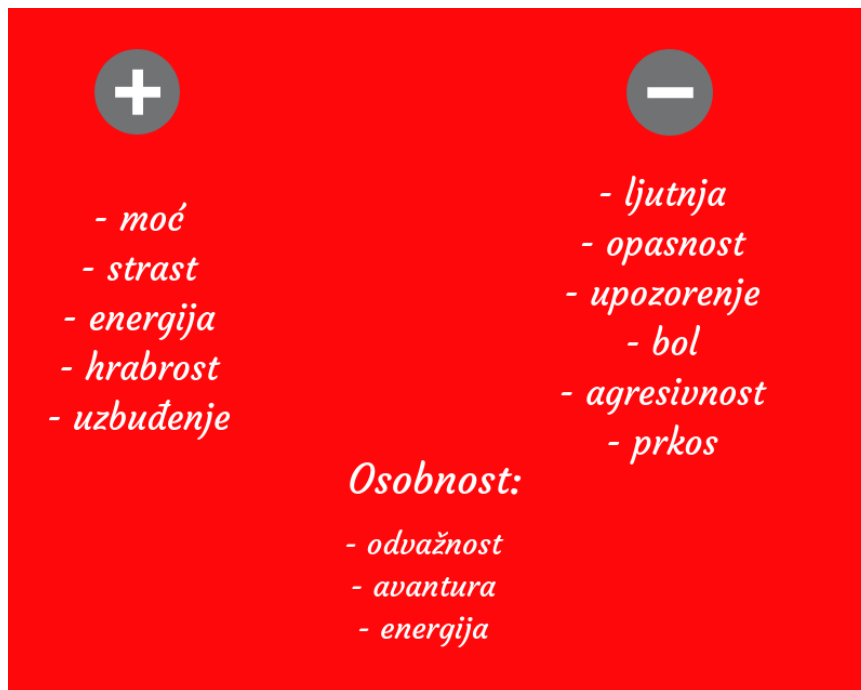 - moć
- strast
- energija
- hrabrost
- uzbuđenje
- ljutnja
- opasnost
- upozorenje
- bol
- agresivnost
- prkos
Osobnost:
- odvažnost
- avantura
- energija